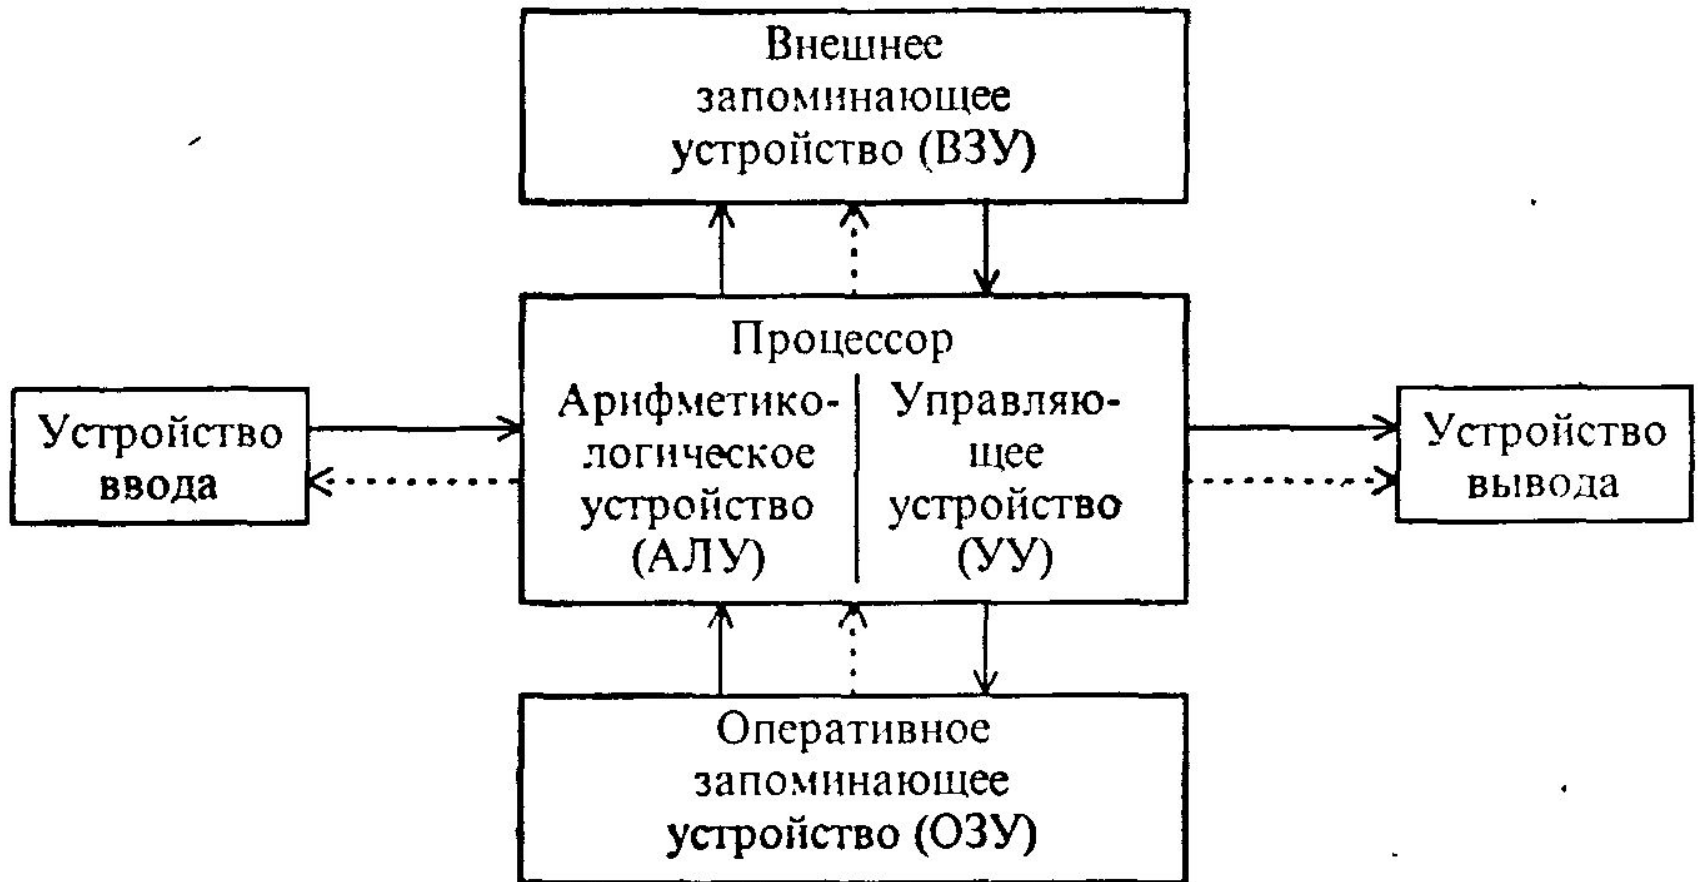 Внешнее
запоминающее
устройство (ВЗУ)
Процессор
Арифметико-
логическое
устройство
(АЛУ)
Управляю-
щее
устройство
(УУ)
Устройство
ввода
Устройство
вывода
Оперативное
запоминающее
устройство (ОЗУ)